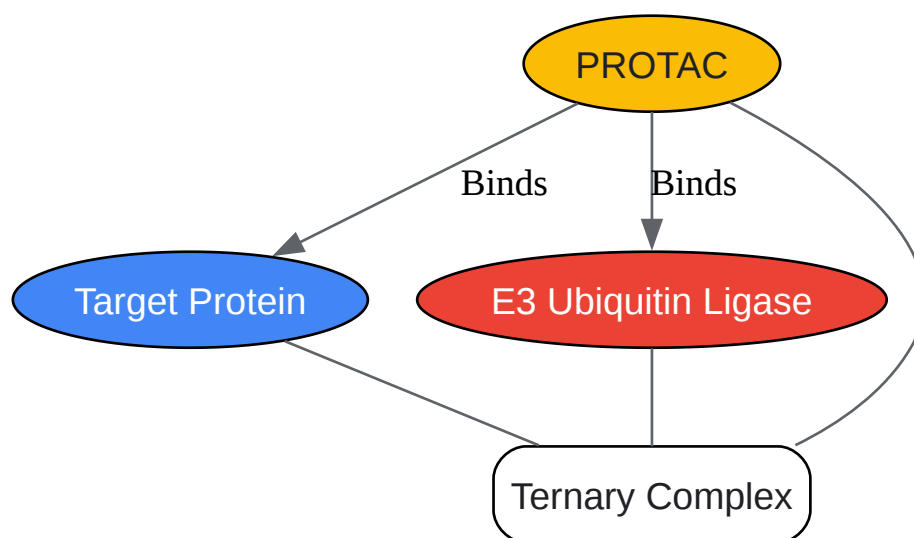 PROTAC
Binds
Binds
Target Protein
E3 Ubiquitin Ligase
Ternary Complex